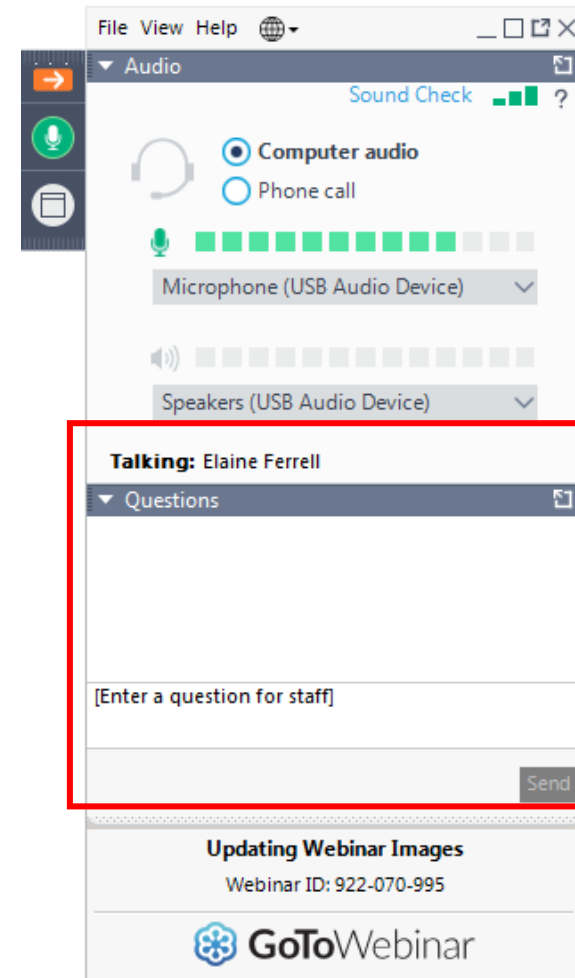 File View Help
Audio
Sound Check ?
Computer audio
Phone call
Microphone (USB Audio Device)
Speakers (USB Audio Device)
Talking: Elaine Ferrell
Questions
[Enter a question for staff]
Send
Updating Webinar Images
Webinar ID: 922-070-995
GoToWebinar